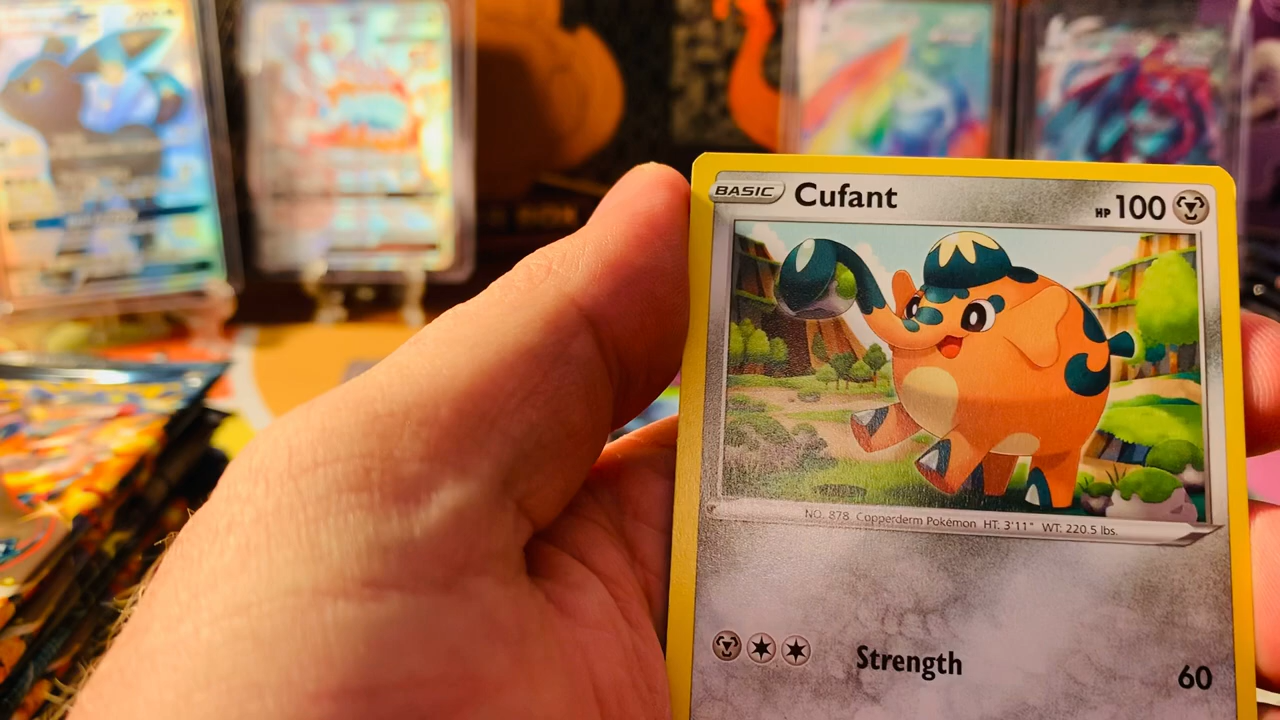 BASIC Cufant HP 100
NO. 878 Copperderm Pokémon HT: 3'11" WT: 220.5 lbs.
Strength 60